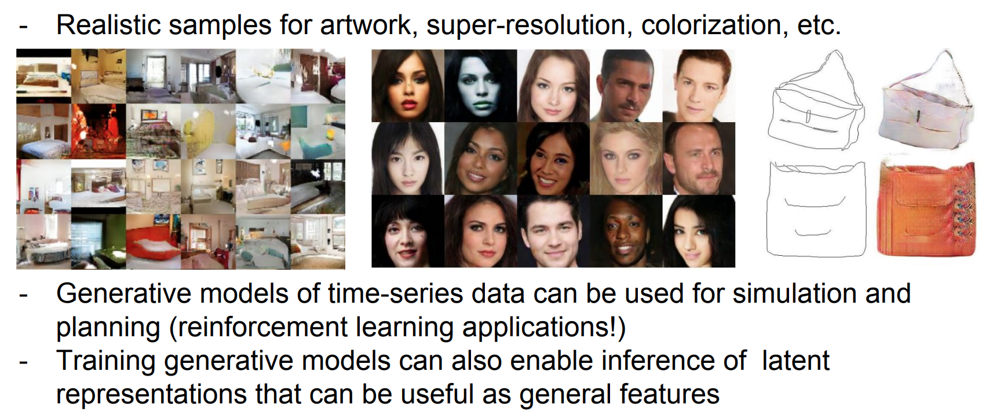 - Realistic samples for artwork, super-resolution, colorization, etc.
- Generative models of time-series data can be used for simulation and
planning (reinforcement learning applications!)
- Training generative models can also enable inference of  latent
representations that can be useful as general features